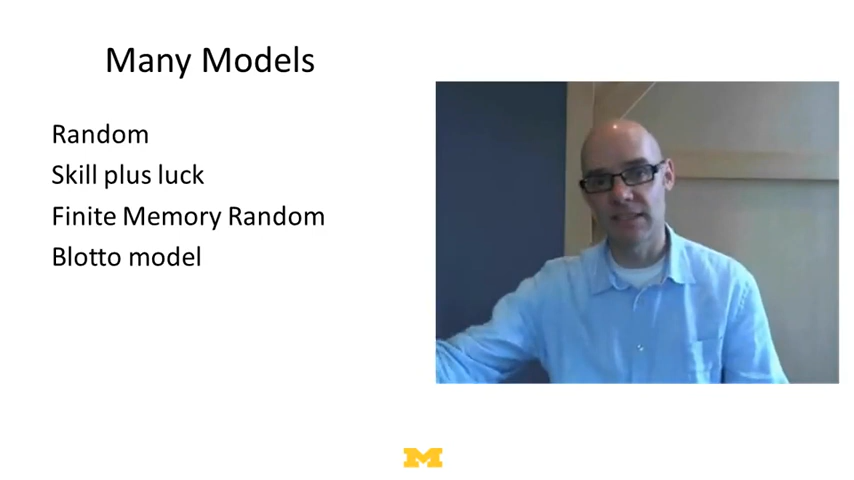 Many Models
Random
Skill plus luck
Finite Memory Random
Blotto model
M